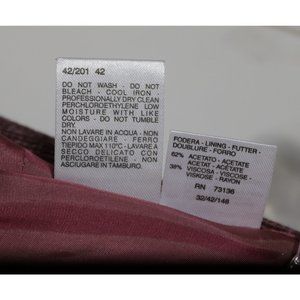 42/201 42
DO NOT WASH - DO NOT
BLEACH - COOL IRON -
PROFESSIONALLY DRY CLEAN
PERCHLOROETHYLENE LOW
MOISTURE WITH LIKE
COLORS - DO NOT TUMBLE
DRY.
NON LAVARE IN ACQUA - NON
CANDEGGIARE - FERRO
TIEPIDO MAX 110°C - LAVARE A
SECCO DELICATO CON
PERCLOROETILENE - NON
ASCIUGARE IN TAMBURO.
FODERA - LINING - FUTTER -
DOUBLURE - FORRO
62% ACETATO - ACETATE
ACETAT - ACETATE
38% VISCOSA - VISCOSE
VISKOSE - RAYON
RN 73136
32/42/148